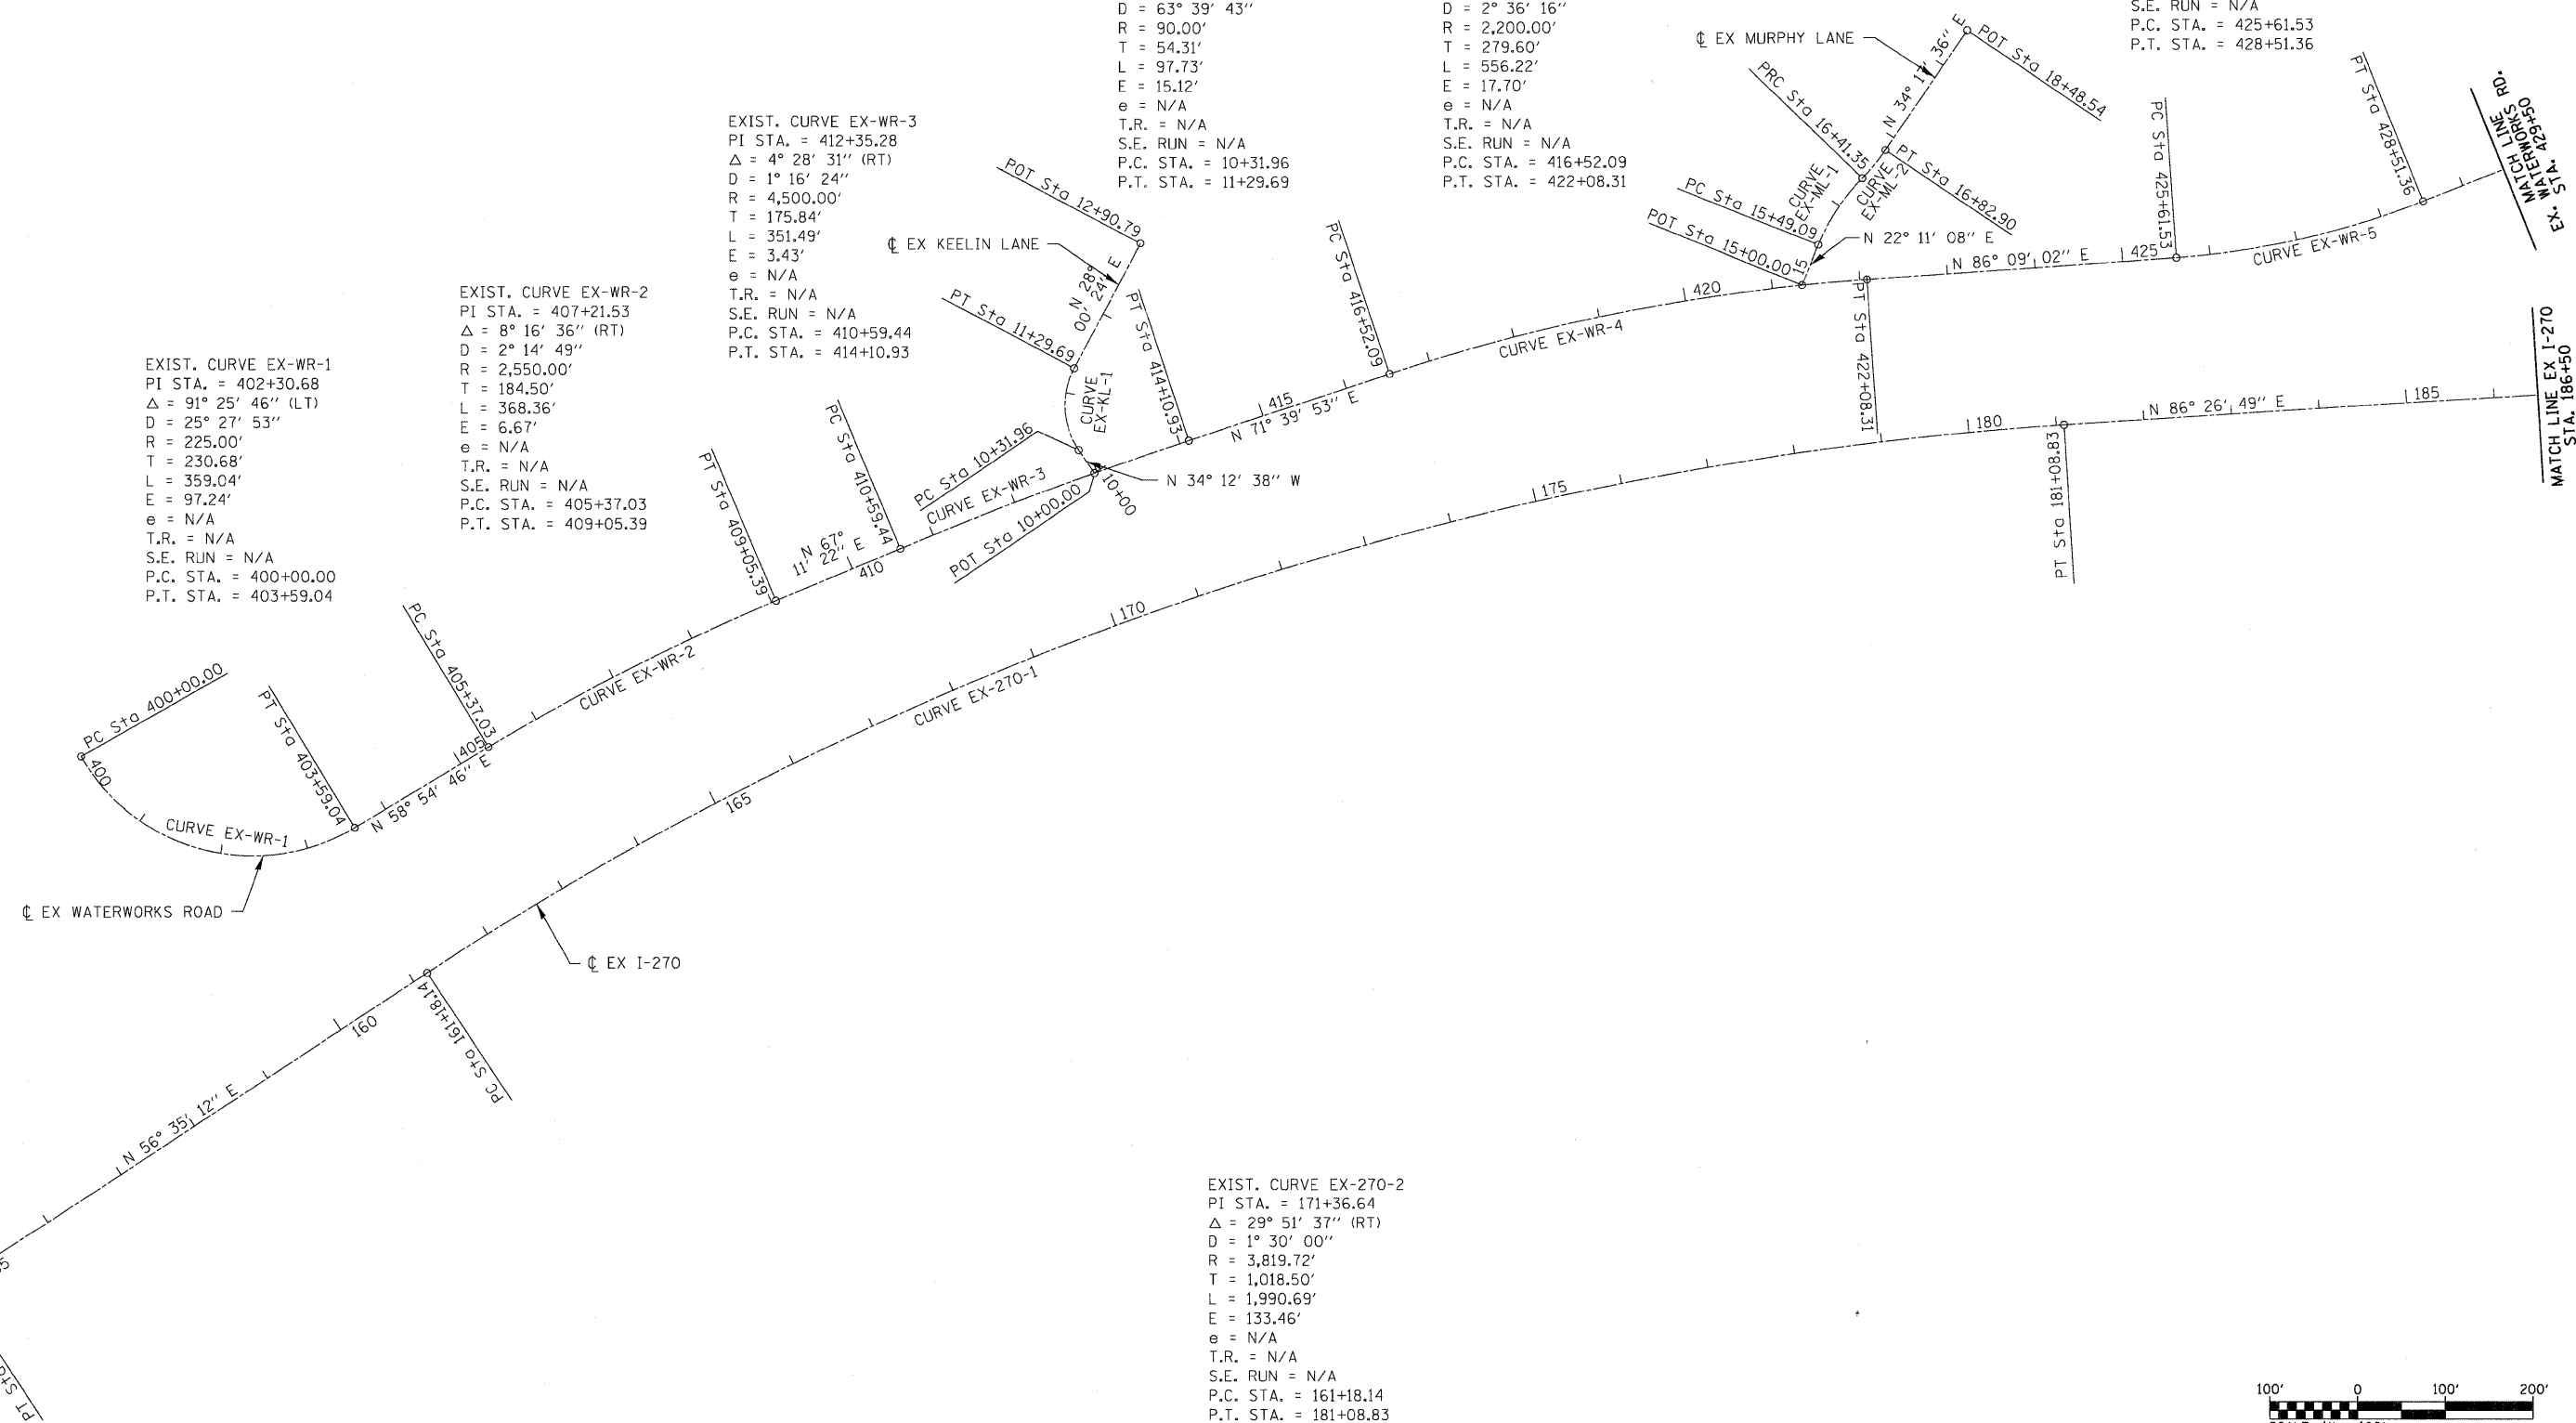 D = 63° 39' 43"
R = 90.00'
T = 54.31'
L = 97.73'
E = 15.12'
e = N/A
T.R. = N/A
S.E. RUN = N/A
P.C. STA. = 10+31.96
P.T. STA. = 11+29.69
D = 2° 36' 16"
R = 2,200.00'
T = 279.60'
L = 556.22'
E = 17.70'
e = N/A
T.R. = N/A
S.E. RUN = N/A
P.C. STA. = 416+52.09
P.T. STA. = 422+08.31
S.E. RUN = N/A
P.C. STA. = 425+61.53
P.T. STA. = 428+51.36
EXIST. CURVE EX-WR-3
PI STA. = 412+35.28
Δ = 4° 28' 31" (RT)
D = 1° 16' 24"
R = 4,500.00'
T = 175.84'
L = 351.49'
E = 3.43'
e = N/A
T.R. = N/A
S.E. RUN = N/A
P.C. STA. = 410+59.44
P.T. STA. = 414+10.93
EXIST. CURVE EX-WR-2
PI STA. = 407+21.53
Δ = 8° 16' 36" (RT)
D = 2° 14' 49"
R = 2,550.00'
T = 184.50'
L = 368.36'
E = 6.67'
e = N/A
T.R. = N/A
S.E. RUN = N/A
P.C. STA. = 405+37.03
P.T. STA. = 409+05.39
EXIST. CURVE EX-WR-1
PI STA. = 402+30.68
Δ = 91° 25' 46" (LT)
D = 25° 27' 53"
R = 225.00'
T = 230.68'
L = 359.04'
E = 97.24'
e = N/A
T.R. = N/A
S.E. RUN = N/A
P.C. STA. = 400+00.00
P.T. STA. = 403+59.04
℄ EX MURPHY LANE
N 34° 36" E
POT Sta 18+48.54
PRC Sta 16+41.35
CURVE
EX-ML-1
CURVE
EX-ML-2
PT Sta 16+82.90
PC Sta 15+49.09
POT Sta 15+00.00
15
N 22° 11' 08" E
PC Sta 425+61.53
PT Sta 428+51.36
MATCH LINE
WATERWORKS RD.
EX. STA. 429+50
POT Sta 12+90.79
℄ EX KEELIN LANE
N 28°
00' 24" E
PT Sta 11+29.69
CURVE
EX-KL-1
PC Sta 10+31.96
POT Sta 10+00.00
10+00
N 34° 12' 38" W
PT Sta 414+10.93
PC Sta 416+52.09
415
N 71° 39' 53" E
CURVE EX-WR-4
420
PT Sta 422+08.31
N 86° 09' 02" E
425
CURVE EX-WR-5
MATCH LINE EX I-270
STA. 186+50
PC Sta 400+00.00
400
CURVE EX-WR-1
℄ EX WATERWORKS ROAD
PT Sta 403+59.04
N 58° 54' 46" E
405
PC Sta 405+37.03
CURVE EX-WR-2
PT Sta 409+05.39
N 67°
11' 22" E
410
PC Sta 410+59.44
CURVE EX-WR-3
N 56° 35' 12" E
160
PC Sta 161+18.14
℄ EX I-270
165
CURVE EX-270-1
170
175
180
PT Sta 181+08.83
N 86° 26' 49" E
185
PT Sta
EXIST. CURVE EX-270-2
PI STA. = 171+36.64
Δ = 29° 51' 37" (RT)
D = 1° 30' 00"
R = 3,819.72'
T = 1,018.50'
L = 1,990.69'
E = 133.46'
e = N/A
T.R. = N/A
S.E. RUN = N/A
P.C. STA. = 161+18.14
P.T. STA. = 181+08.83
100' 0 100' 200'